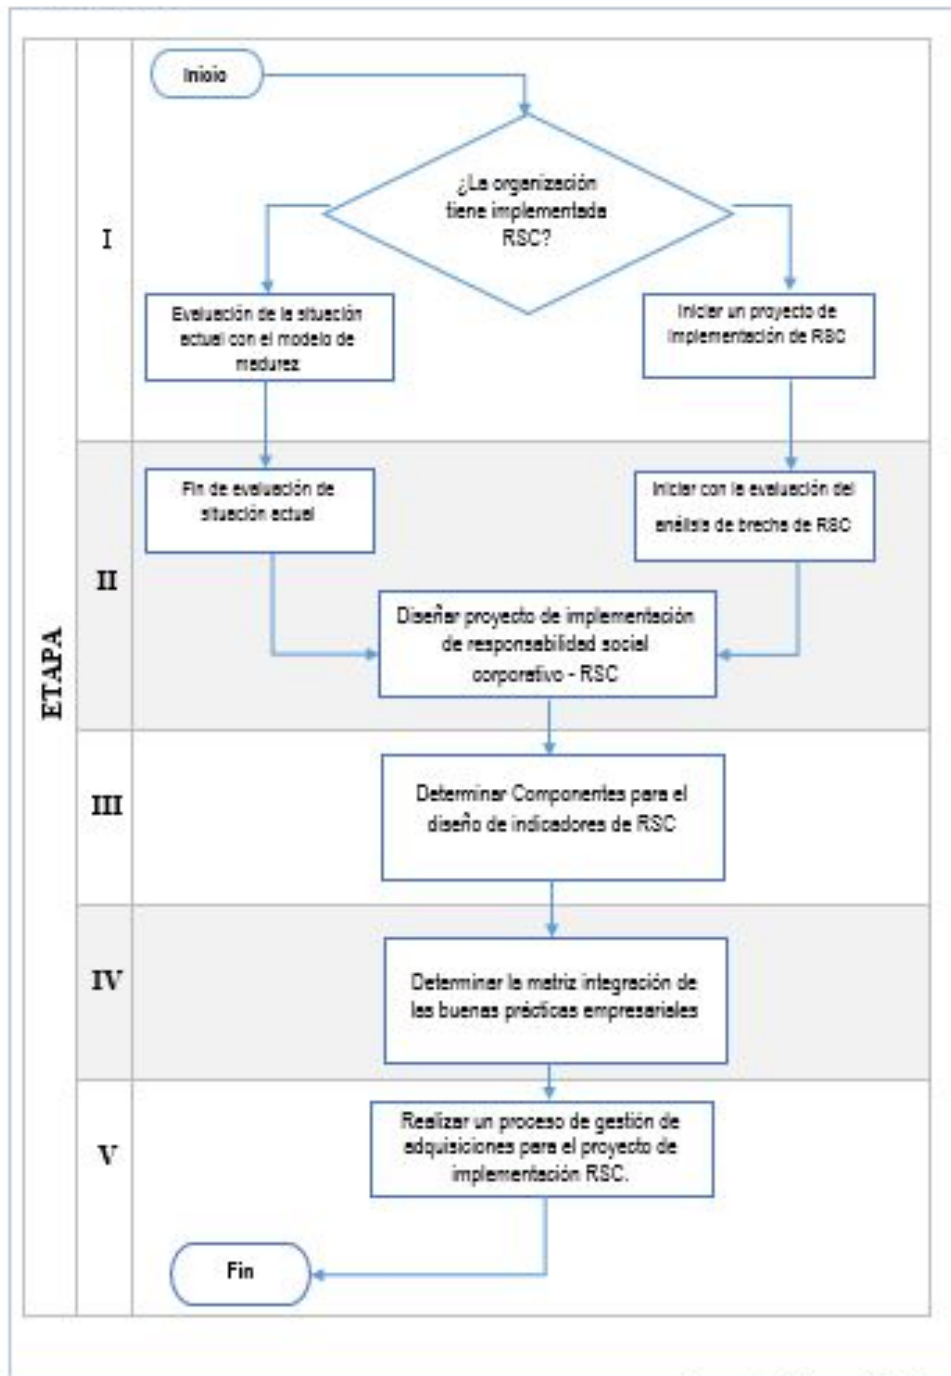 Inicio
¿La organización
tiene implementada
RSC?
I
Evaluación de la situación
actual con el modelo de
madurez
Iniciar un proyecto de
implementación de RSC
Fin de evaluación de
situación actual
Iniciar con la evaluación del
análisis de brecha de RSC
II
Diseñar proyecto de implementación
de responsabilidad social
corporativo - RSC
ETAPA
III
Determinar Componentes para el
diseño de indicadores de RSC
IV
Determinar la matriz integración de
las buenas prácticas empresariales
V
Realizar un proceso de gestión de
adquisiciones para el proyecto de
implementación RSC.
Fin